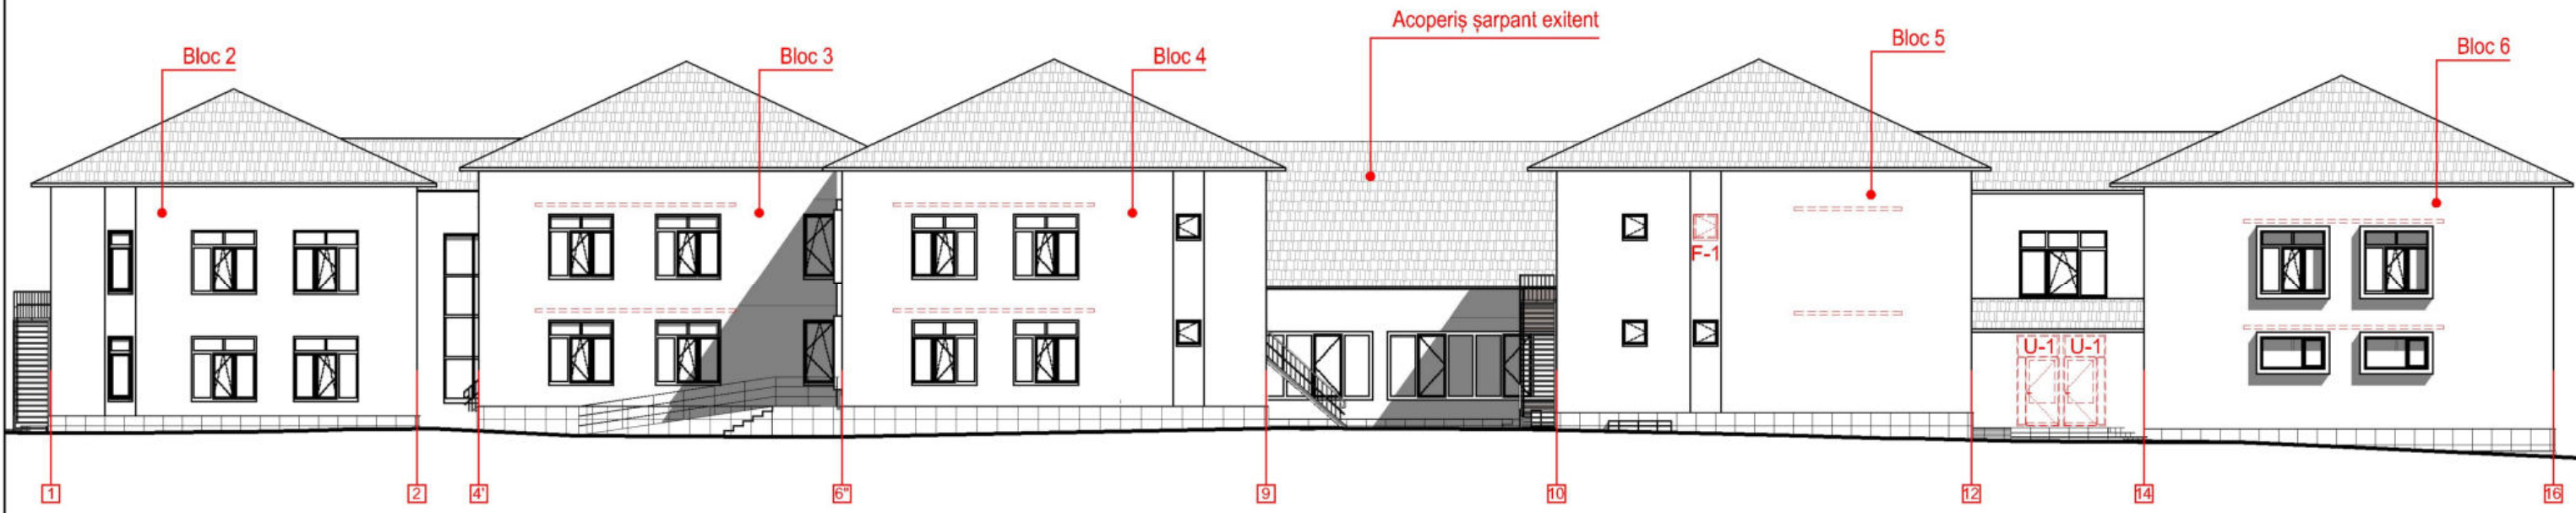 Acoperiș șarpant exitent
Bloc 2
Bloc 3
Bloc 4
Bloc 5
Bloc 6
F-1
U-1 U-1
1 2 4' 6" 9 10 12 14 16